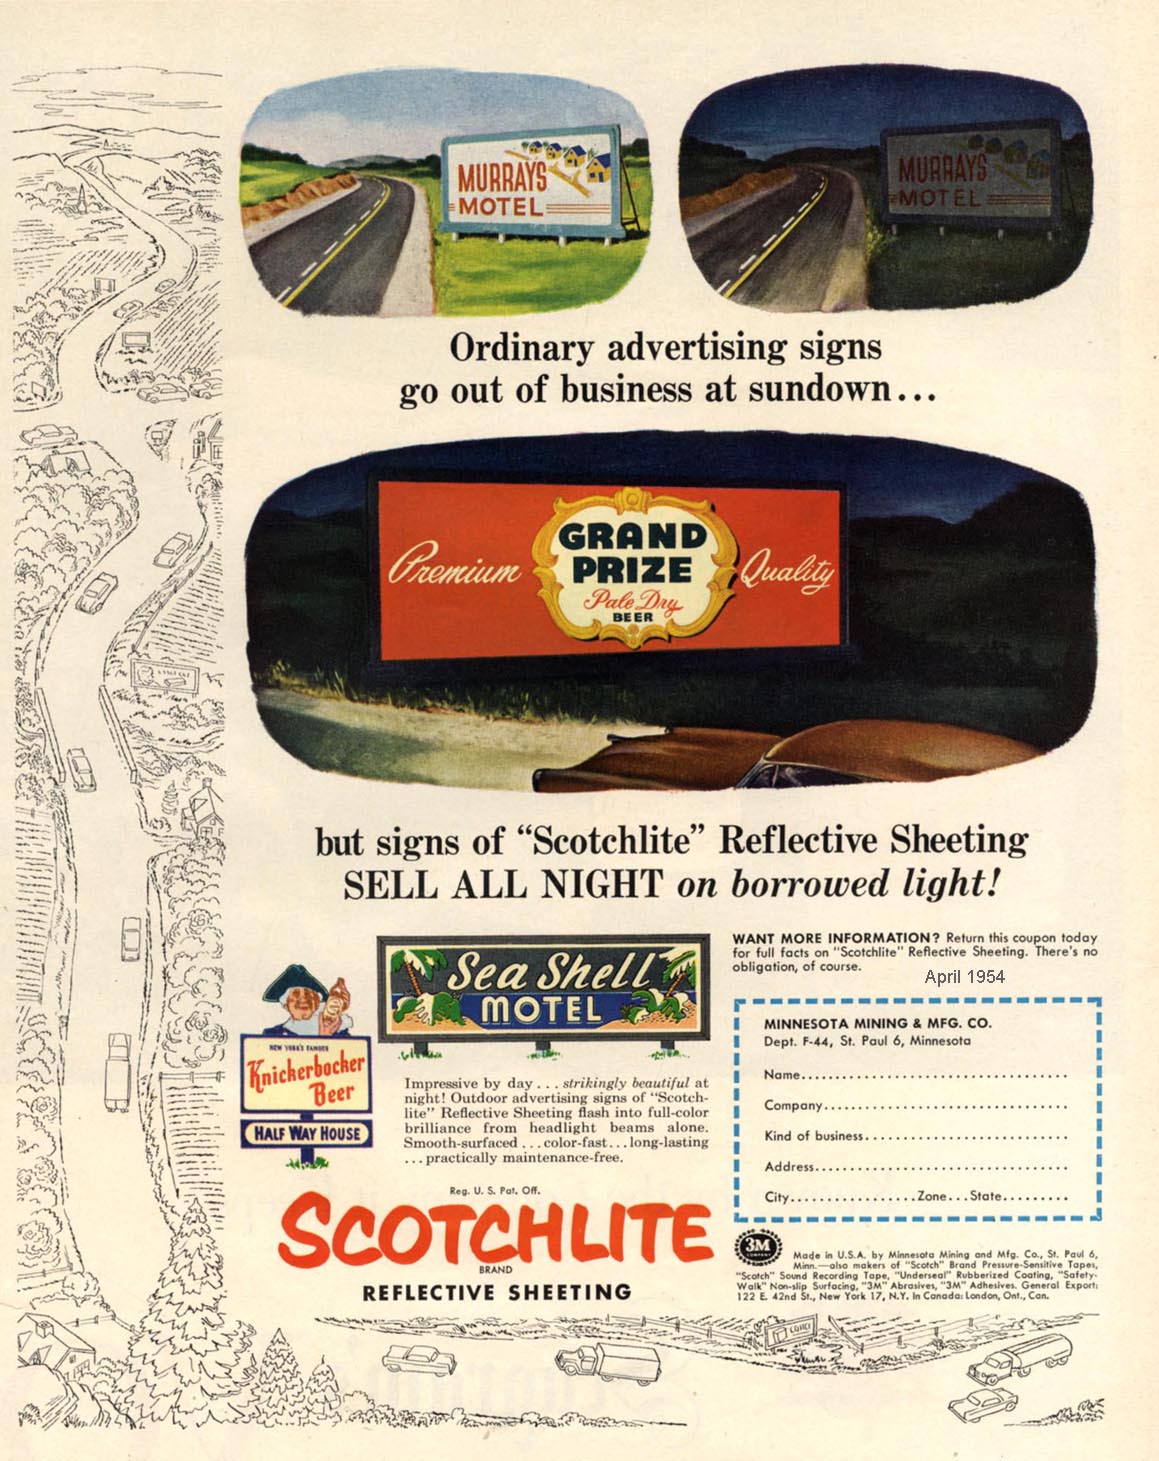 MURRAY'S
MOTEL
MURRAYS
MOTEL
Ordinary advertising signs
go out of business at sundown...
Premium
GRAND
PRIZE
Pale Dry
BEER
Quality
but signs of “Scotchlite” Reflective Sheeting
SELL ALL NIGHT on borrowed light!
Sea Shell
MOTEL
NEW YORK'S FAMOUS
Knickerbocker
Beer
HALF WAY HOUSE
Impressive by day . . . strikingly beautiful at
night! Outdoor advertising signs of “Scotch-
lite” Reflective Sheeting flash into full-color
brilliance from headlight beams alone.
Smooth-surfaced . . . color-fast . . . long-lasting
. . . practically maintenance-free.
Reg. U. S. Pat. Off.
SCOTCHLITE
BRAND
REFLECTIVE SHEETING
WANT MORE INFORMATION? Return this coupon today
for full facts on "Scotchlite" Reflective Sheeting. There's no
obligation, of course.
April 1954
MINNESOTA MINING & MFG. CO.
Dept. F-44, St. Paul 6, Minnesota
Name
Company
Kind of business
Address
City Zone State
3M
COMPANY
Made in U.S.A. by Minnesota Mining and Mfg. Co., St. Paul 6,
Minn.—also makers of "Scotch" Brand Pressure-Sensitive Tapes,
"Scotch" Sound Recording Tape, "Underseal" Rubberized Coating, "Safety-
Walk" Non-slip Surfacing, "3M" Abrasives, "3M" Adhesives. General Export:
122 E. 42nd St., New York 17, N.Y. In Canada: London, Ont., Can.